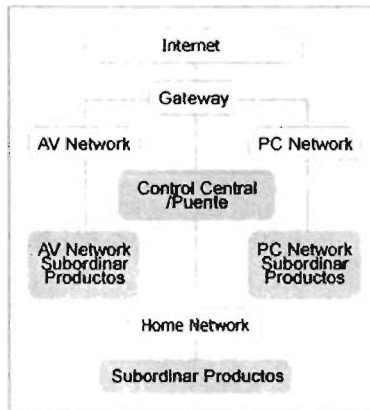 Internet
Gateway
AV Network
PC Network
Control Central
/Puente
AV Network
Subordinar
Productos
PC Network
Subordinar
Productos
Home Network
Subordinar Productos